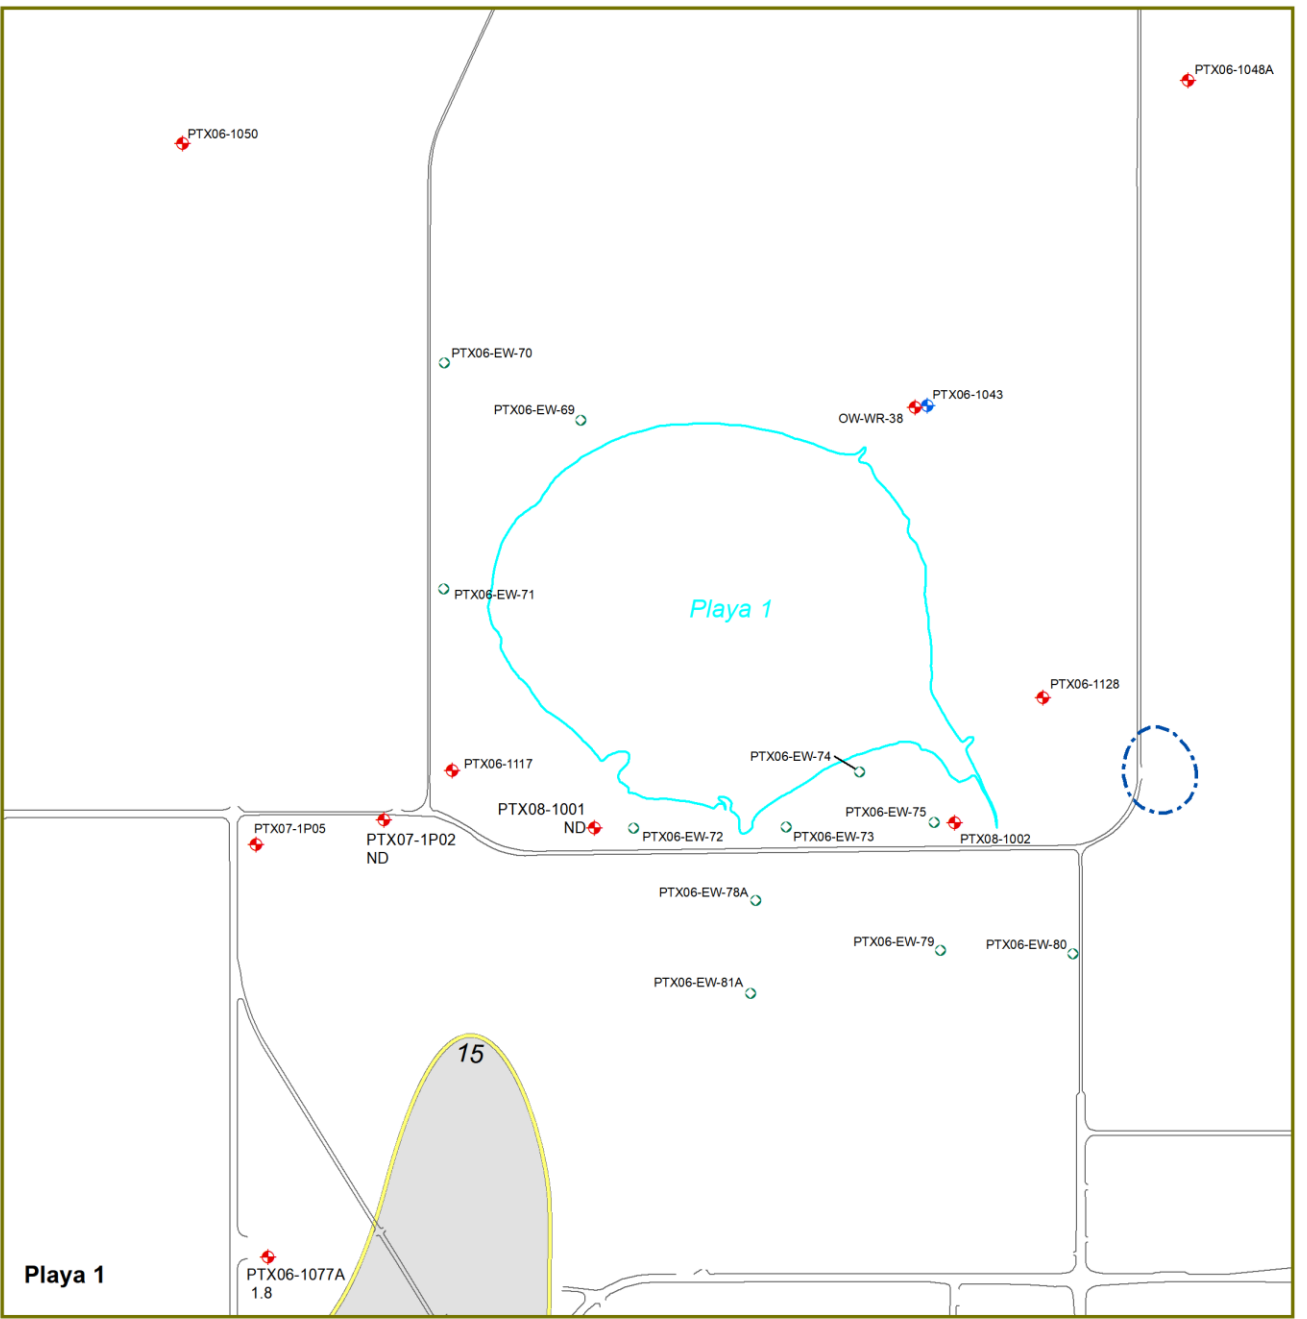 PTX06-1048A
PTX06-1050
PTX06-EW-70
PTX06-EW-69
PTX06-1043
OW-WR-38
PTX06-EW-71
Playa 1
PTX06-1128
PTX06-EW-74
PTX06-1117
PTX08-1001
ND
PTX06-EW-75
PTX07-1P05
PTX07-1P02
ND
PTX06-EW-72
PTX06-EW-73
PTX08-1002
PTX06-EW-78A
PTX06-EW-79
PTX06-EW-80
PTX06-EW-81A
15
Playa 1
PTX06-1077A
1.8